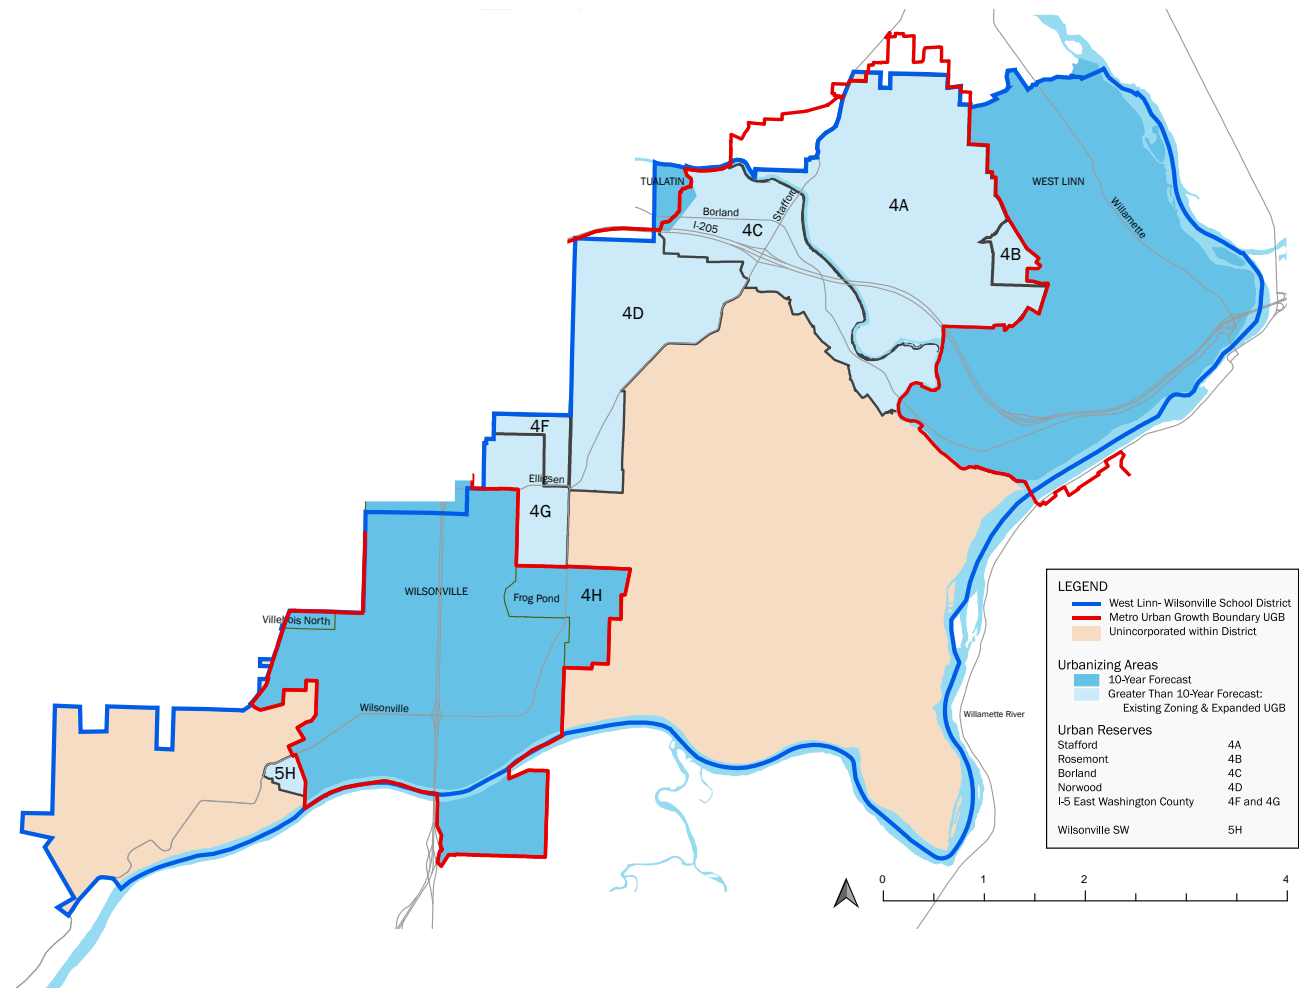 TUALATIN
WEST LINN
Borland
Stafford
4A
Willamette
I-205
4C
4B
4D
4F
Elligsen
4G
WILSONVILLE
Frog Pond
4H
Villebois North
Wilsonville
Willamette River
5H
LEGEND
West Linn- Wilsonville School District
Metro Urban Growth Boundary UGB
Unincorporated within District
Urbanizing Areas
10-Year Forecast
Greater Than 10-Year Forecast:
Existing Zoning & Expanded UGB
Urban Reserves
Stafford 4A
Rosemont 4B
Borland 4C
Norwood 4D
I-5 East Washington County 4F and 4G
Wilsonville SW 5H
0 1 2 4